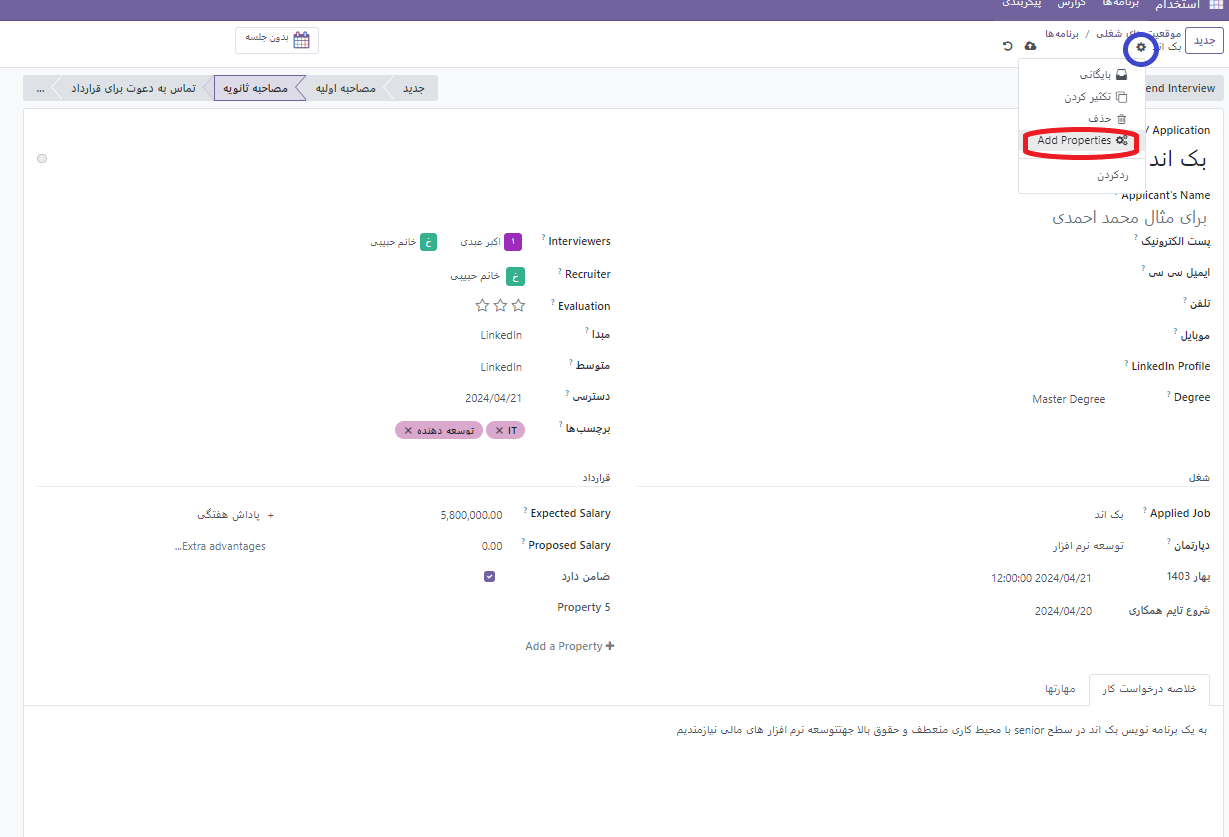 استخدام برنامه‌ها گزارش پیکربندی
جدید
موقعیت‌های شغلی / برنامه‌ها
بک اند
بدون جلسه
بایگانی
تکثیر کردن
حذف
Add Properties
ردکردن
end Interview
جدید مصاحبه اولیه مصاحبه ثانویه تماس به دعوت برای قرارداد ...
/ Application
بک اند
Applicant's Name ?
برای مثال محمد احمدی
پست الکترونیک ?
ایمیل سی سی ?
تلفن ?
موبایل ?
LinkedIn Profile ?
Degree ? Master Degree
Interviewers ? ا اکبر عبدی خ خانم حبیبی
Recruiter ? خ خانم حبیبی
Evaluation ?
مبدا ? LinkedIn
متوسط ? LinkedIn
دسترسی ? 2024/04/21
برچسب‌ها ? IT × توسعه دهنده ×
شغل
Applied Job ? بک اند
دپارتمان ? توسعه نرم افزار
بهار 1403 2024/04/21 12:00:00
شروع تایم همکاری 2024/04/20
قرارداد
Expected Salary ? 5,800,000.00 + پاداش هفتگی
Proposed Salary ? 0.00 Extra advantages...
ضامن دارد
Property 5
Add a Property +
خلاصه درخواست کار مهارتها
به یک برنامه نویس بک اند در سطح senior با محیط کاری منعطف و حقوق بالا جهتتوسعه نرم افزار های مالی نیازمندیم